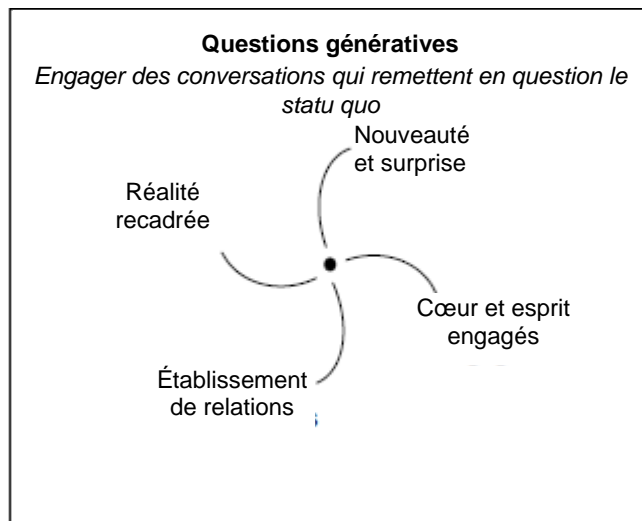 Questions génératives
Engager des conversations qui remettent en question le
statu quo
Nouveauté
et surprise
Réalité
recadrée
Cœur et esprit
engagés
Établissement
de relations